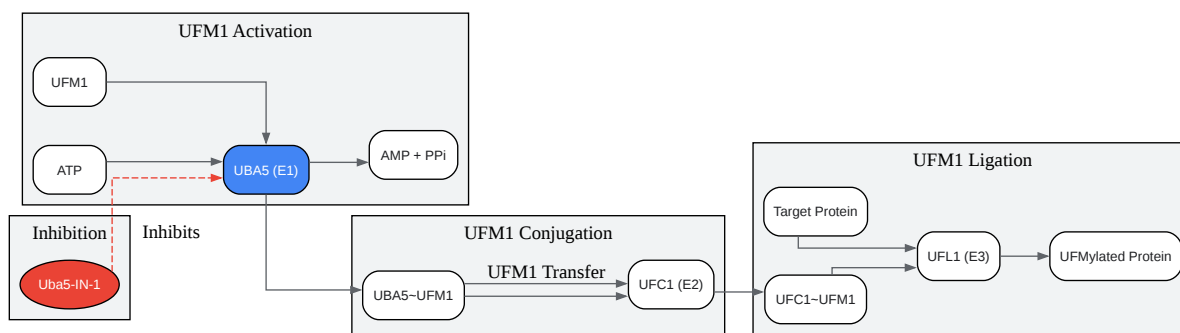 UFM1 Activation
UFM1
ATP
UBA5 (E1)
AMP + PPi
Inhibition
Inhibits
Uba5-IN-1
UFM1 Conjugation
UFM1 Transfer
UBA5~UFM1
UFC1 (E2)
UFM1 Ligation
Target Protein
UFC1~UFM1
UFL1 (E3)
UFMylated Protein